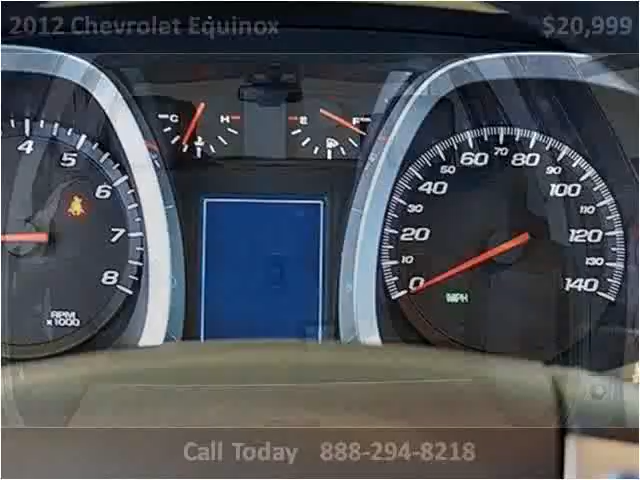 2012 Chevrolet Equinox $20,999
C H E F
4 5 6 7 8
RPM
x1000
0 10 20 30 40 50 60 70 80 90 100 110 120 130 140
MPH
Call Today 888-294-8218